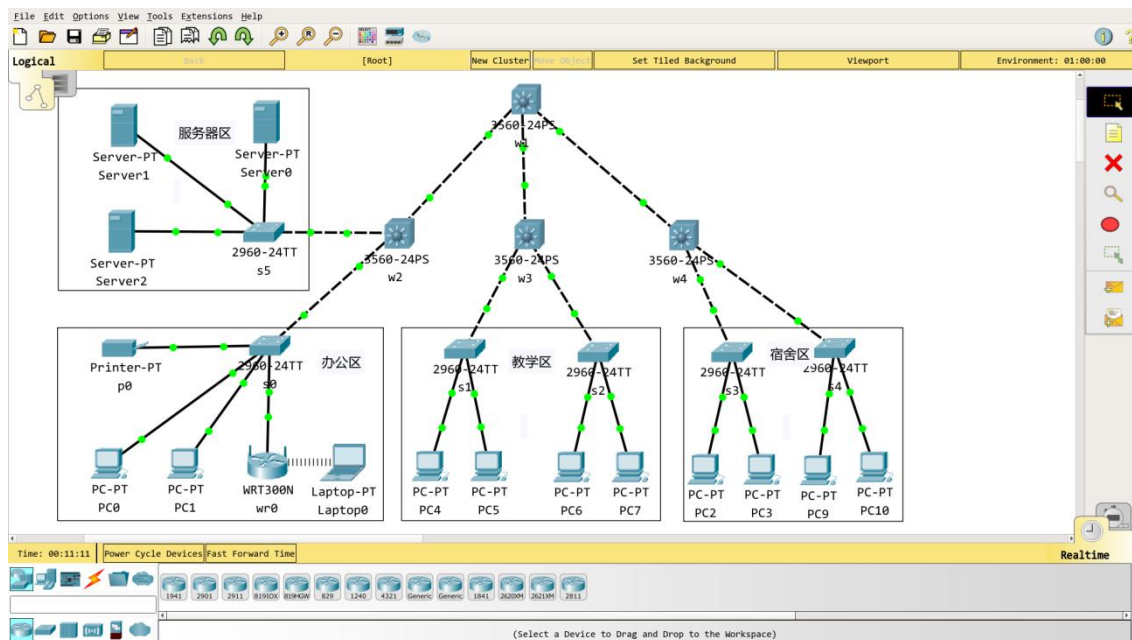 File Edit Options View Tools Extensions Help
Logical
Back
[Root]
New Cluster
Move Object
Set Tiled Background
Viewport
Environment: 01:00:00
3560-24PS
w1
服务器区
Server-PT
Server1
Server-PT
Server0
Server-PT
Server2
2960-24TT
s5
3560-24PS
w2
3560-24PS
w3
3560-24PS
w4
Printer-PT
p0
2960-24TT
s0
办公区
PC-PT
PC0
PC-PT
PC1
WRT300N
wr0
Laptop-PT
Laptop0
2960-24TT
s1
教学区
2960-24TT
s2
PC-PT
PC4
PC-PT
PC5
PC-PT
PC6
PC-PT
PC7
2960-24TT
s3
宿舍区
2960-24TT
s4
PC-PT
PC2
PC-PT
PC3
PC-PT
PC9
PC-PT
PC10
Time: 00:11:11
Power Cycle Devices
Fast Forward Time
Realtime
1941
2901
2911
819IOX
819HGW
829
1240
4321
Generic
Generic
1841
2620XM
2621XM
2811
(Select a Device to Drag and Drop to the Workspace)